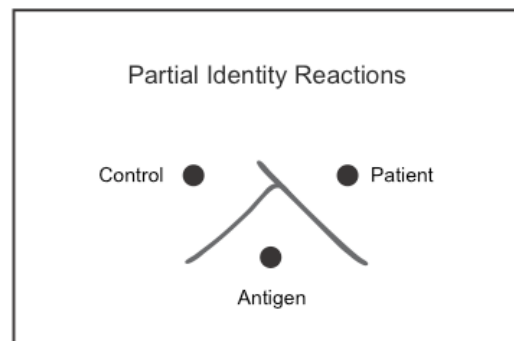 Partial Identity Reactions
Control
Patient
Antigen